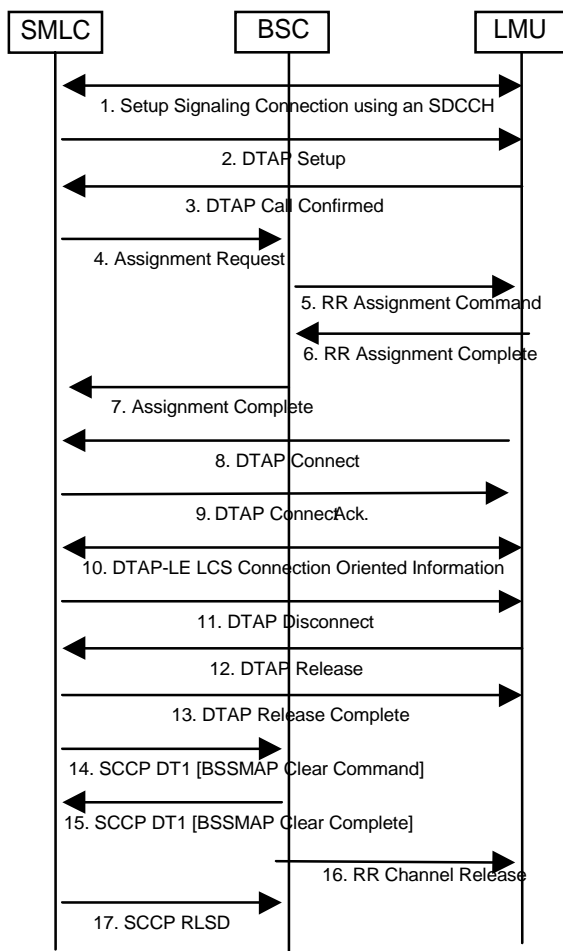 SMLC BSC LMU
1. Setup Signaling Connection using an SDCCH
2. DTAP Setup
3. DTAP Call Confirmed
4. Assignment Request
5. RR Assignment Command
6. RR Assignment Complete
7. Assignment Complete
8. DTAP Connect
9. DTAP Connect Ack.
10. DTAP-LE LCS Connection Oriented Information
11. DTAP Disconnect
12. DTAP Release
13. DTAP Release Complete
14. SCCP DT1 [BSSMAP Clear Command]
15. SCCP DT1 [BSSMAP Clear Complete]
16. RR Channel Release
17. SCCP RLSD